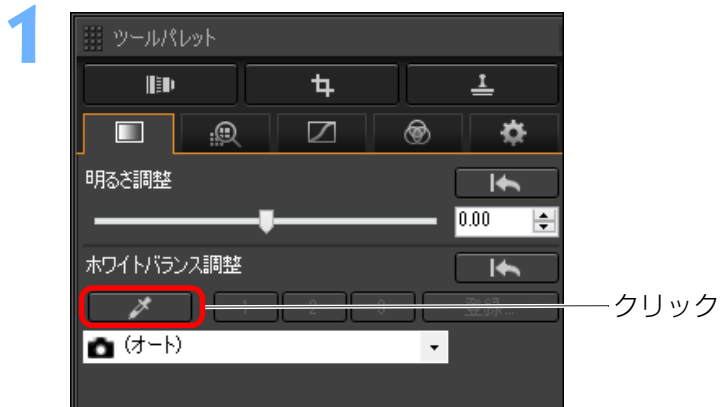 1
ツールパレット
明るさ調整
0.00
ホワイトバランス調整
1 2 3 登録...
クリック
(オート)